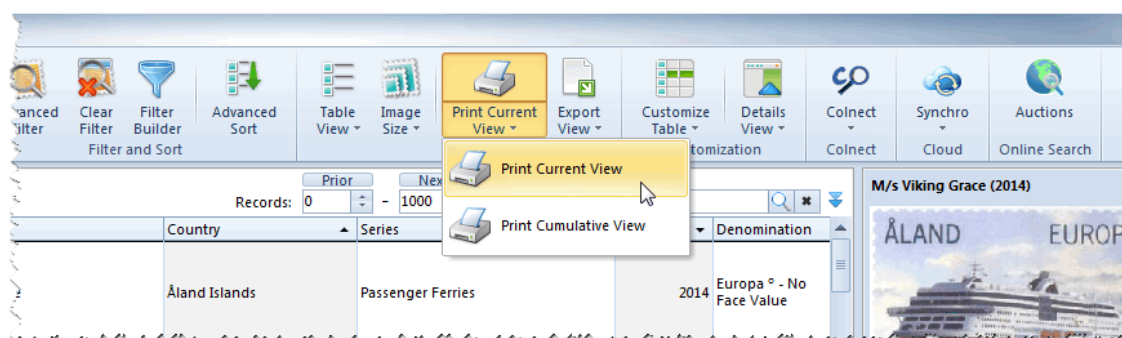 Clear Filter
Filter Builder
Advanced Sort
Table View
Image Size
Print Current View
Export View
Customize Table
Details View
Colnect
Synchro
Auctions
Filter and Sort
Colnect
Cloud
Online Search
Print Current View
Print Cumulative View
Prior
Records: 0 - 1000
M/s Viking Grace (2014)
Country
Series
Denomination
ÅLAND
Åland Islands
Passenger Ferries
2014
Europa º - No
Face Value